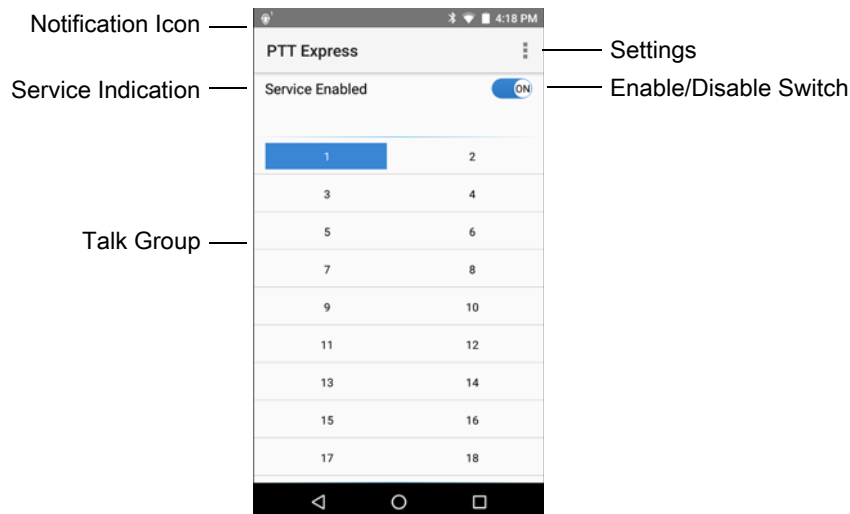 Notification Icon
1
4:18 PM
PTT Express
Settings
Service Indication
Service Enabled
ON
Enable/Disable Switch
1 2
3 4
Talk Group
5 6
7 8
9 10
11 12
13 14
15 16
17 18